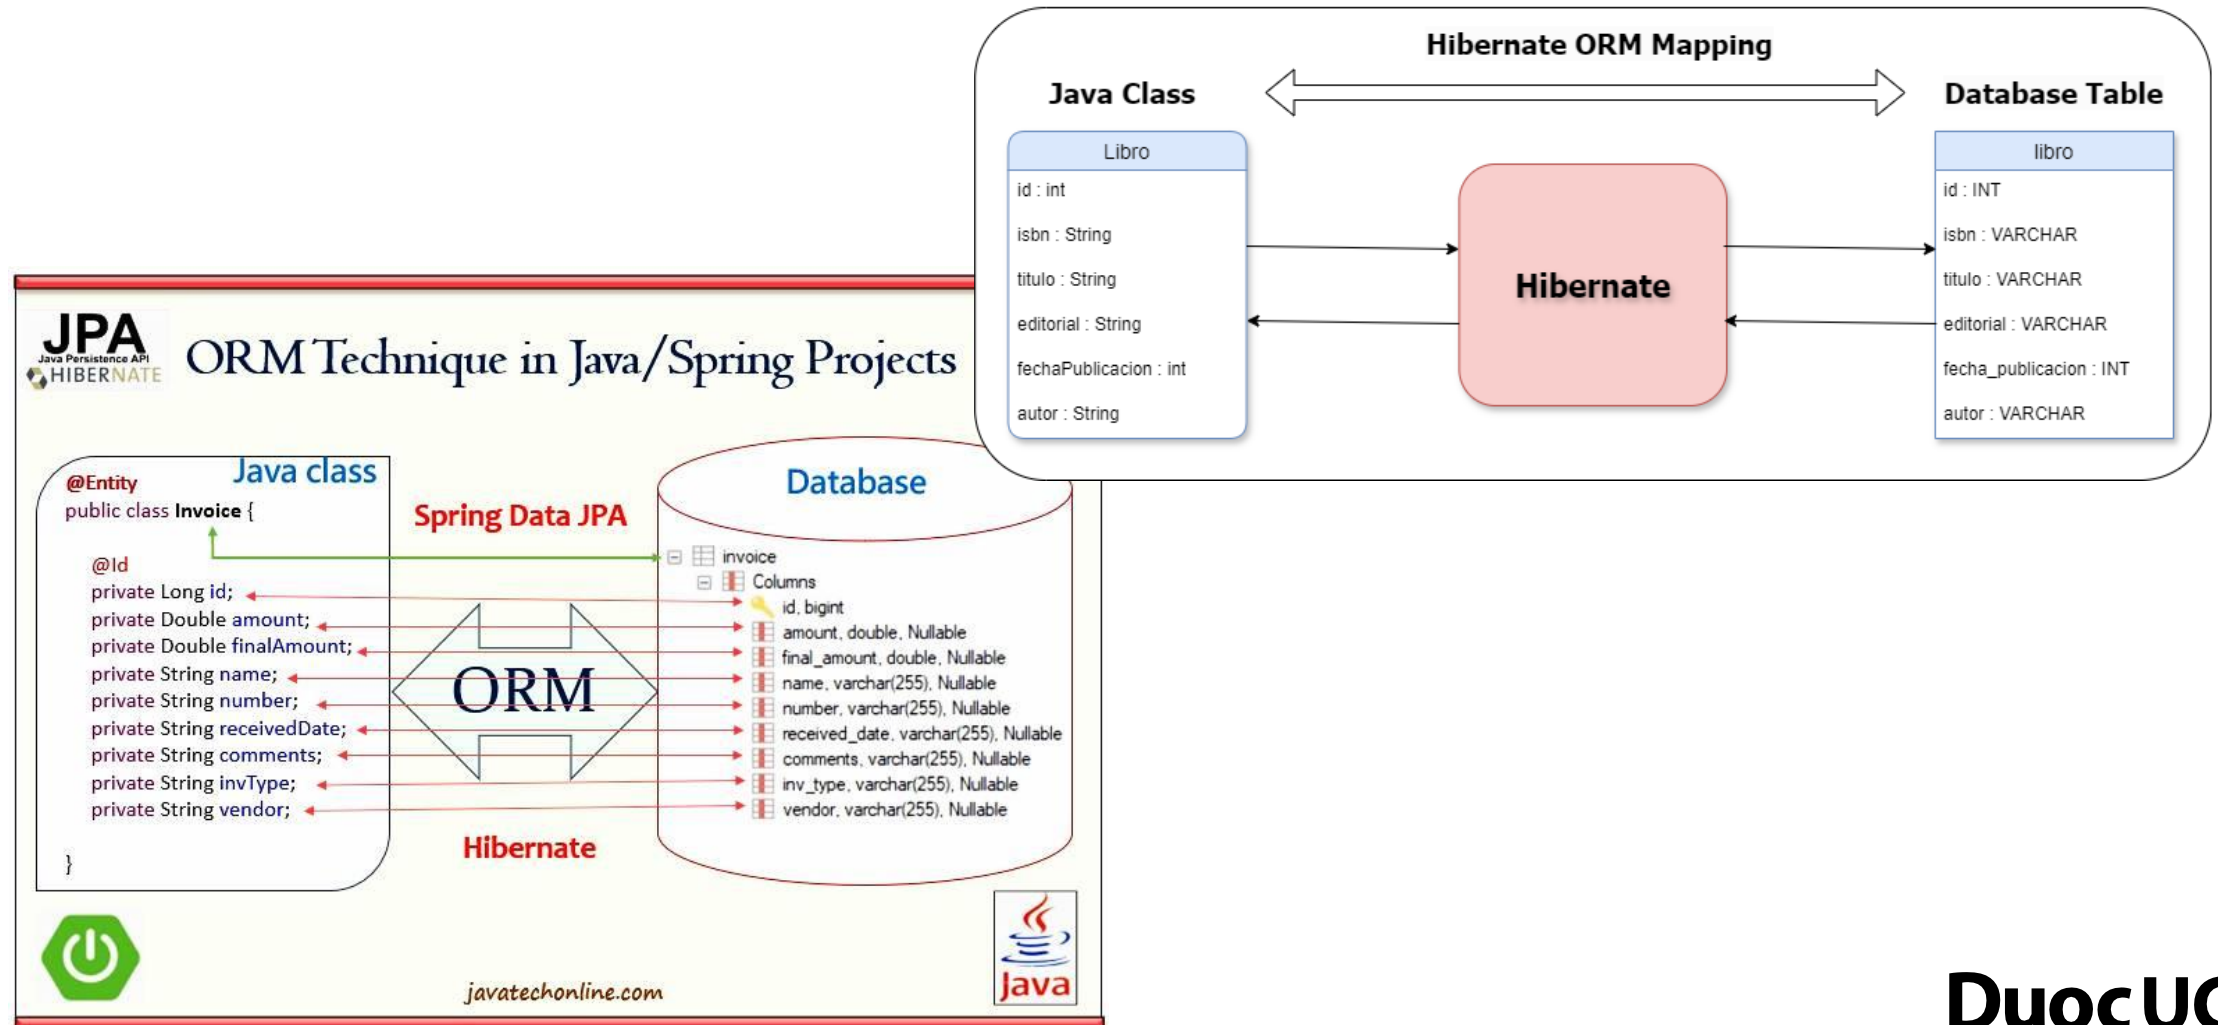 Hibernate ORM Mapping
Java Class
Database Table
Libro
id : int
isbn : String
titulo : String
editorial : String
fechaPublicacion : int
autor : String
Hibernate
libro
id : INT
isbn : VARCHAR
titulo : VARCHAR
editorial : VARCHAR
fecha_publicacion : INT
autor : VARCHAR
JPA
Java Persistence API
HIBERNATE
ORM Technique in Java/Spring Projects
Java class
@Entity
public class Invoice {
@Id
private Long id;
private Double amount;
private Double finalAmount;
private String name;
private String number;
private String receivedDate;
private String comments;
private String invType;
private String vendor;
}
Spring Data JPA
ORM
Hibernate
Database
invoice
Columns
id, bigint
amount, double, Nullable
final_amount, double, Nullable
name, varchar(255), Nullable
number, varchar(255), Nullable
received_date, varchar(255), Nullable
comments, varchar(255), Nullable
inv_type, varchar(255), Nullable
vendor, varchar(255), Nullable
javatechonline.com
Java
Duoc UC